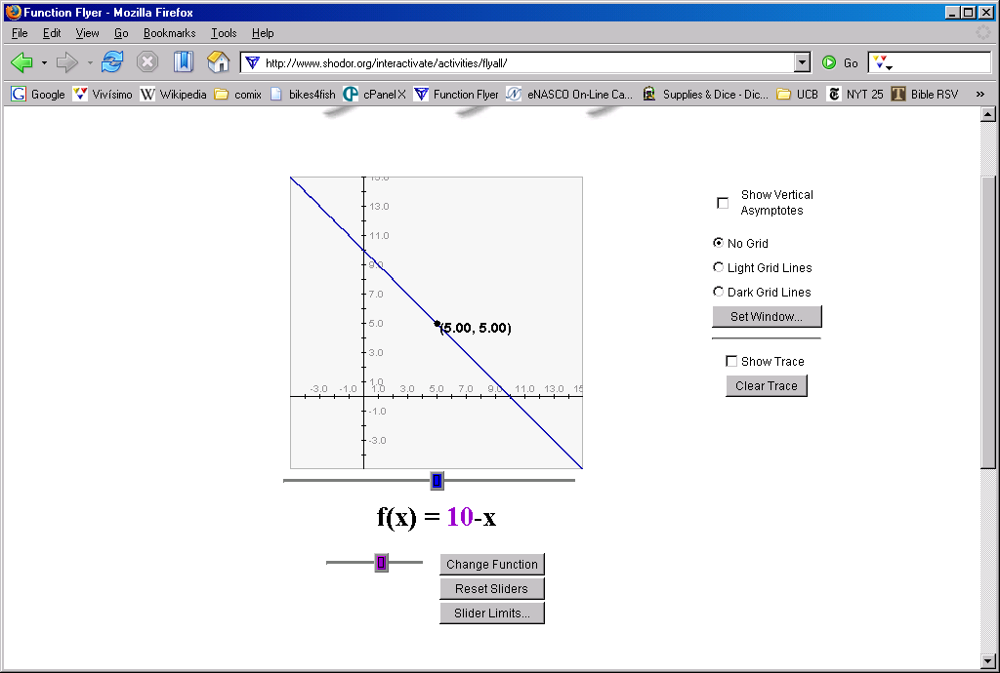 Function Flyer - Mozilla Firefox
File Edit View Go Bookmarks Tools Help
http://www.shodor.org/interactivate/activities/flyall/ Go
Google Vivísimo Wikipedia comix bikes4fish cPanel X Function Flyer eNASCO On-Line Ca... Supplies & Dice - Dic... UCB NYT 25 Bible RSV »
15.0
13.0
11.0
9.0
7.0
5.0
(5.00, 5.00)
3.0
1.0
-3.0 -1.0 1.0 3.0 5.0 7.0 9.0 11.0 13.0 15
-1.0
-3.0
Show Vertical
Asymptotes
No Grid
Light Grid Lines
Dark Grid Lines
Set Window...
Show Trace
Clear Trace
f(x) = 10-x
Change Function
Reset Sliders
Slider Limits...